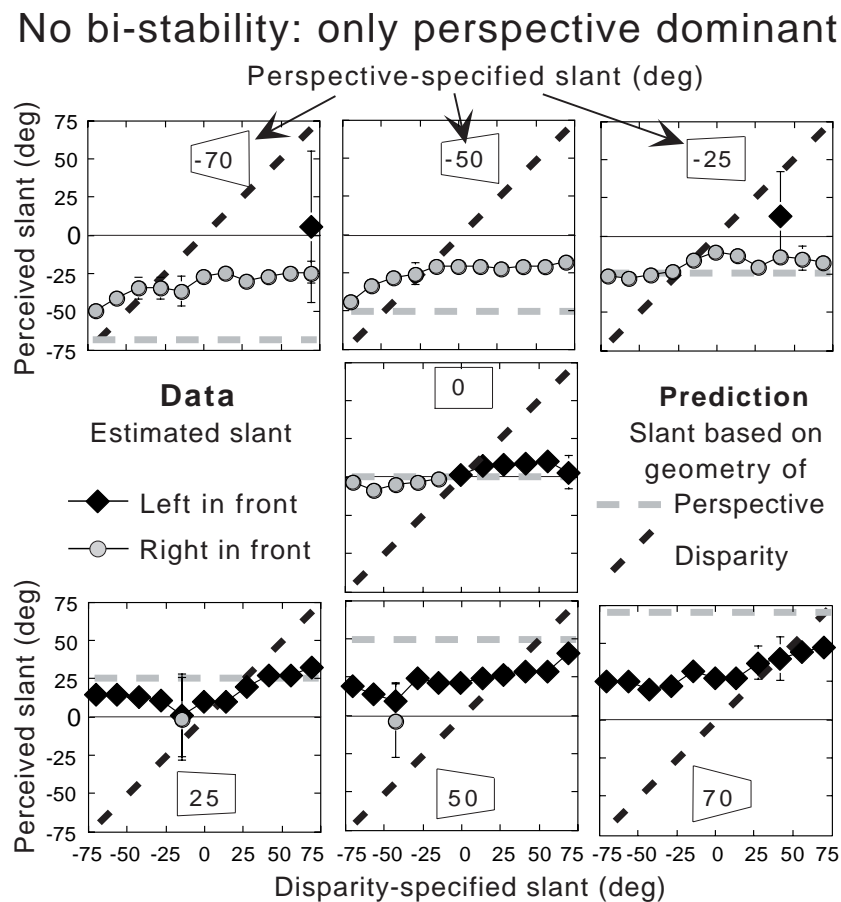 No bi-stability: only perspective dominant
Perspective-specified slant (deg)
Perceived slant (deg)
75
50
25
0
-25
-50
-75
-70
-50
-25
Data
Estimated slant
Left in front
Right in front
0
Prediction
Slant based on
geometry of
Perspective
Disparity
Perceived slant (deg)
75
50
25
0
-25
-50
-75
25
50
70
-75 -50 -25 0 25 50 75
-75 -50 -25 0 25 50 75
-75 -50 -25 0 25 50 75
Disparity-specified slant (deg)